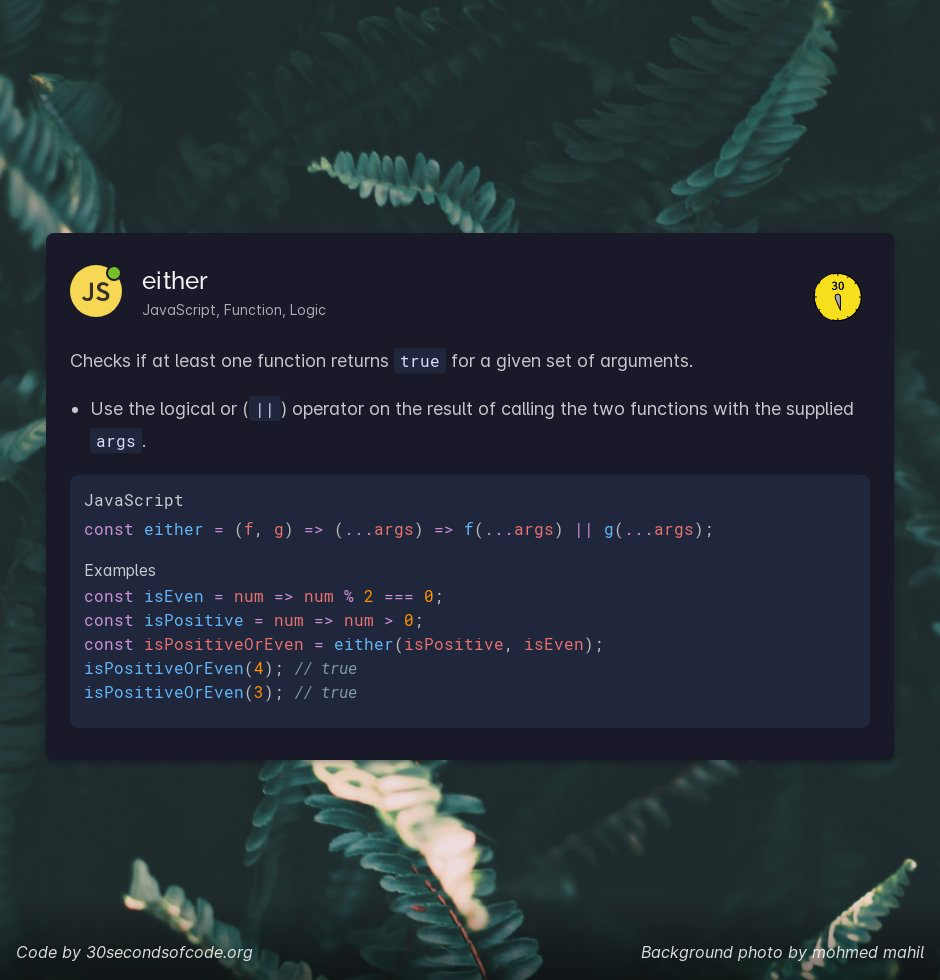 JS
either
JavaScript, Function, Logic
30
Checks if at least one function returns true for a given set of arguments.
• Use the logical or (||) operator on the result of calling the two functions with the supplied
args.
JavaScript
const either = (f, g) => (...args) => f(...args) || g(...args);
Examples
const isEven = num => num % 2 === 0;
const isPositive = num => num > 0;
const isPositiveOrEven = either(isPositive, isEven);
isPositiveOrEven(4); // true
isPositiveOrEven(3); // true
Code by 30secondsofcode.org
Background photo by mohmed mahil